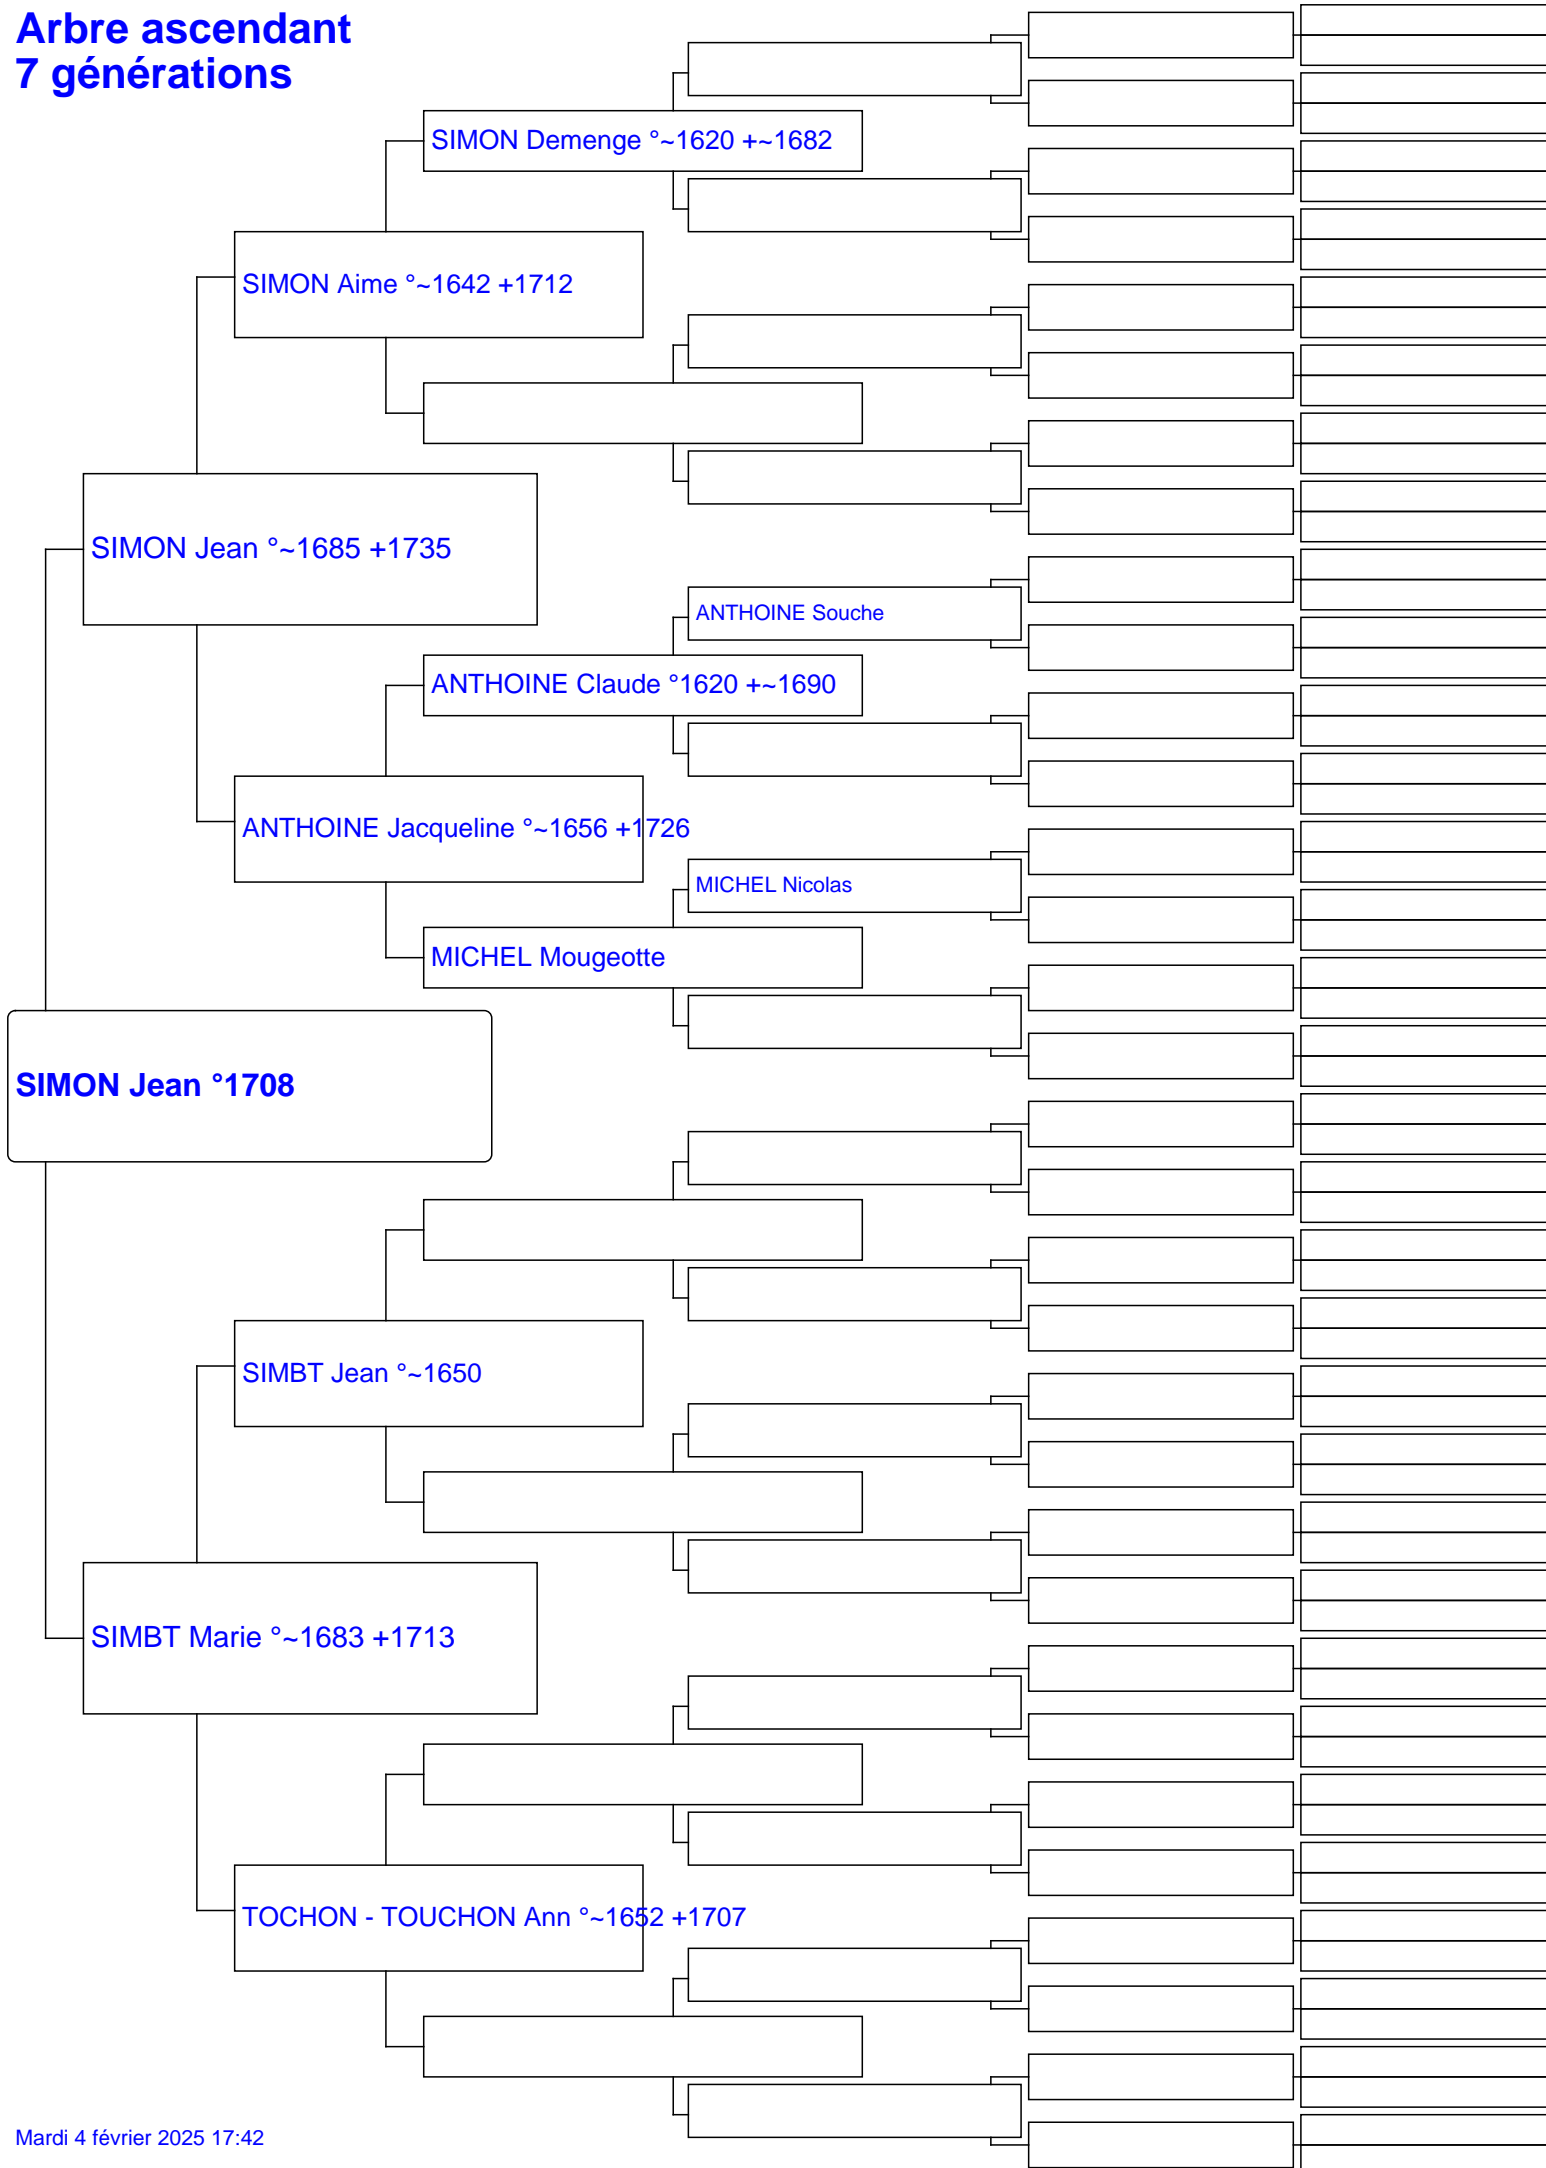 Arbre ascendant
7 générations
SIMON Demenge °~1620 +~1682
SIMON Aime °~1642 +1712
SIMON Jean °~1685 +1735
ANTHOINE Souche
ANTHOINE Claude °1620 +~1690
ANTHOINE Jacqueline °~1656 +1726
MICHEL Nicolas
MICHEL Mougeotte
SIMON Jean °1708
SIMBT Jean °~1650
SIMBT Marie °~1683 +1713
TOCHON - TOUCHON Ann °~1652 +1707
Mardi 4 février 2025 17:42